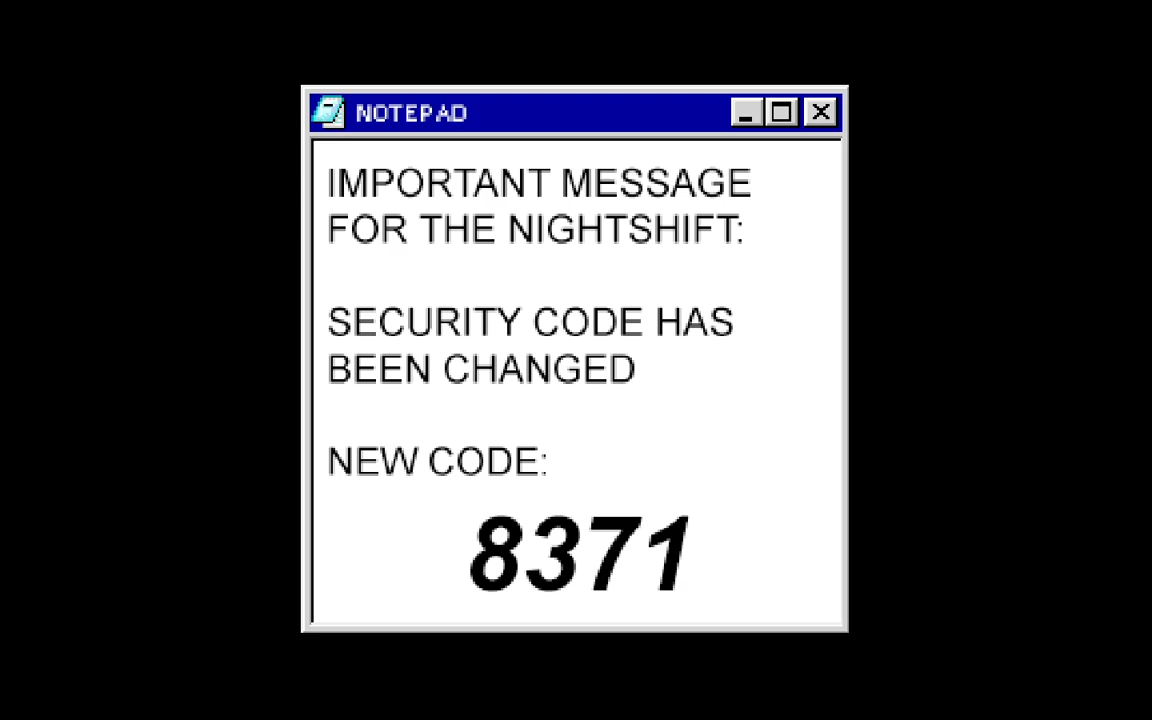 NOTEPAD
IMPORTANT MESSAGE
FOR THE NIGHTSHIFT:
SECURITY CODE HAS
BEEN CHANGED
NEW CODE:
8371